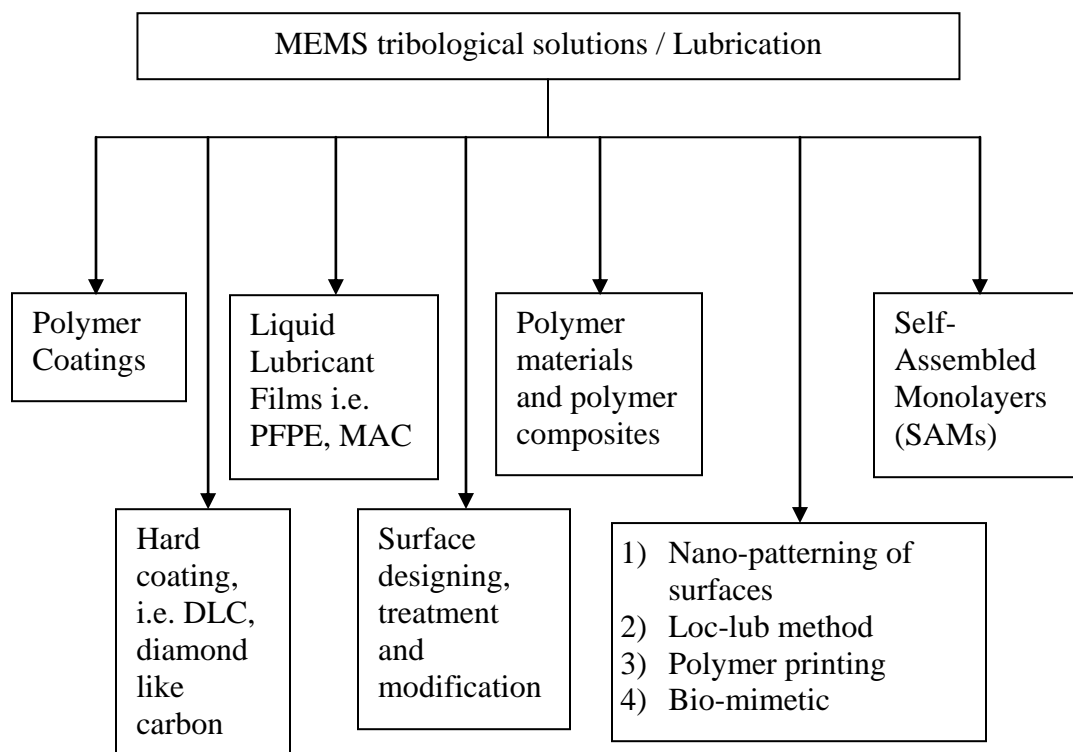 MEMS tribological solutions / Lubrication
Polymer
Coatings
Liquid
Lubricant
Films i.e.
PFPE, MAC
Polymer
materials
and polymer
composites
Self-
Assembled
Monolayers
(SAMs)
Hard
coating,
i.e. DLC,
diamond
like
carbon
Surface
designing,
treatment
and
modification
1) Nano-patterning of
surfaces
2) Loc-lub method
3) Polymer printing
4) Bio-mimetic